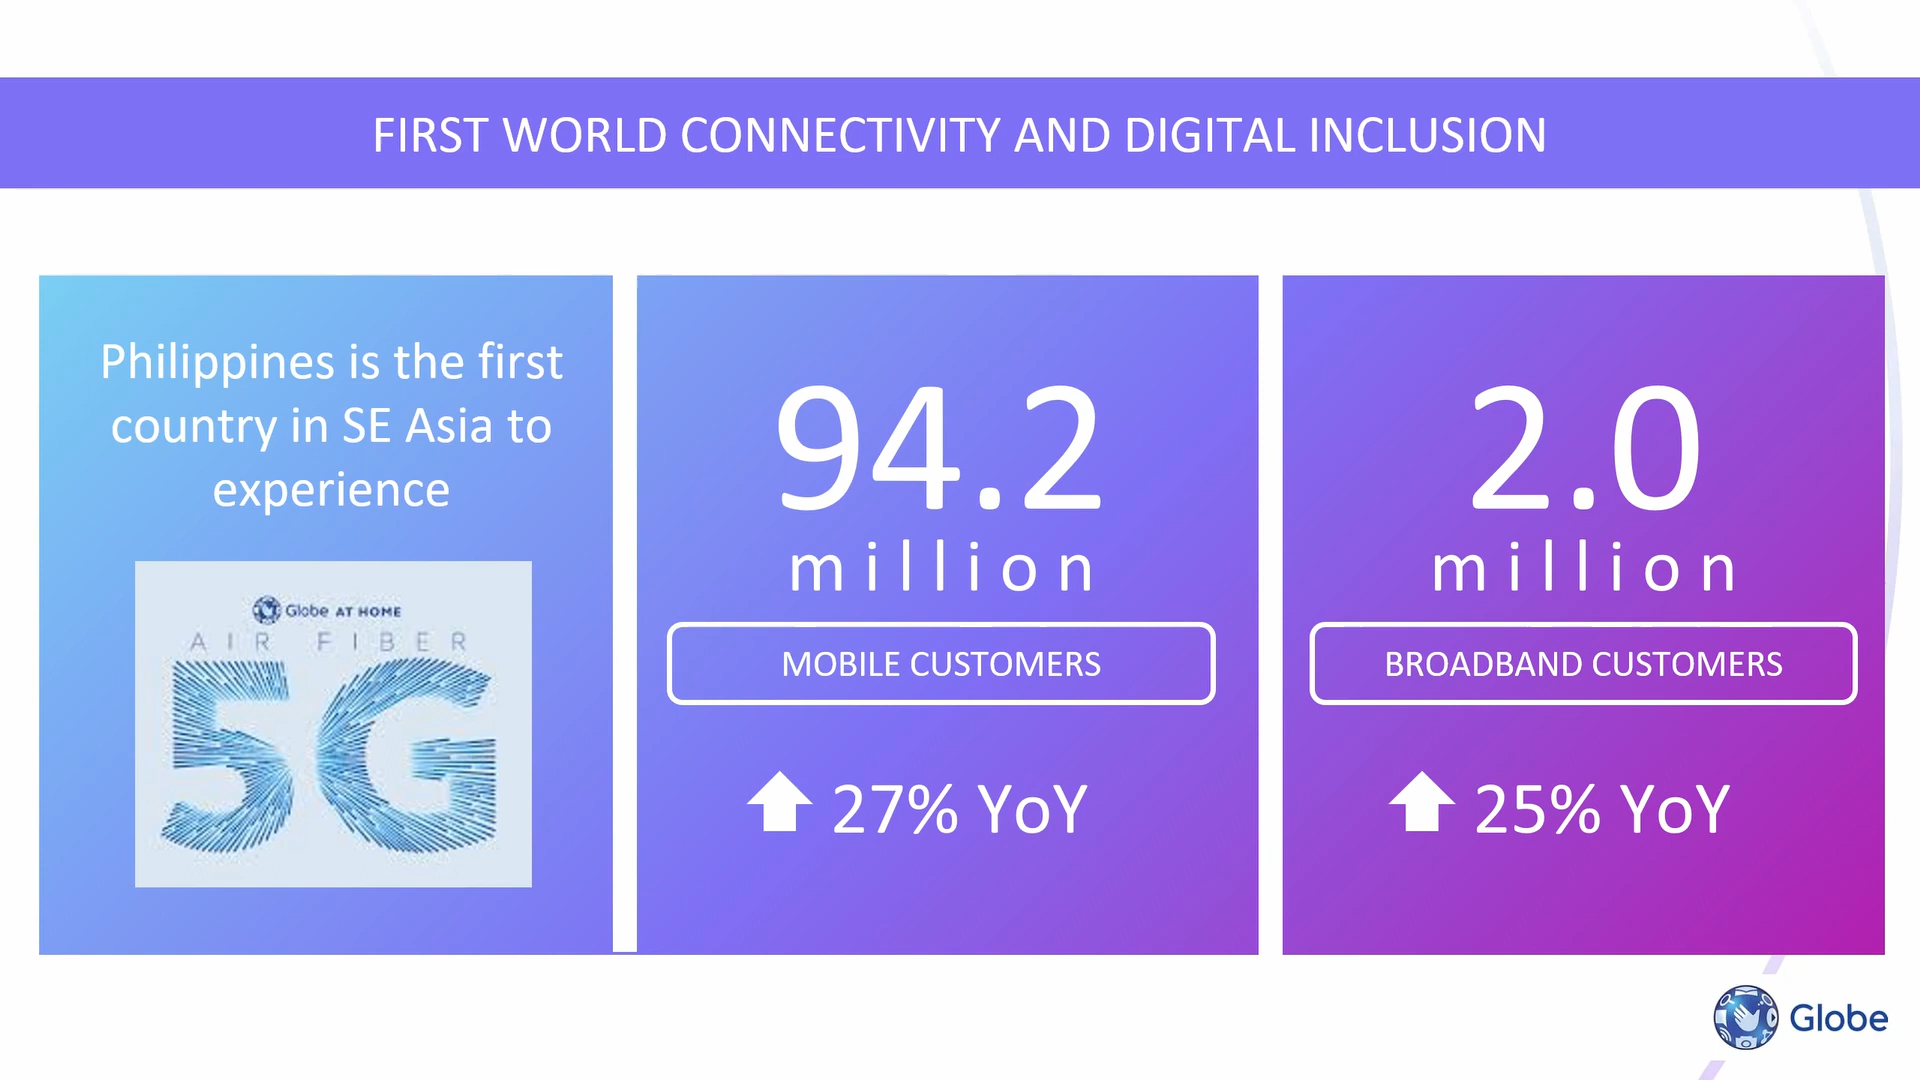 FIRST WORLD CONNECTIVITY AND DIGITAL INCLUSION
Philippines is the first
country in SE Asia to
experience
Globe AT HOME
AIR FIBER
5G
94.2
million
MOBILE CUSTOMERS
27% YoY
2.0
million
BROADBAND CUSTOMERS
25% YoY
Globe